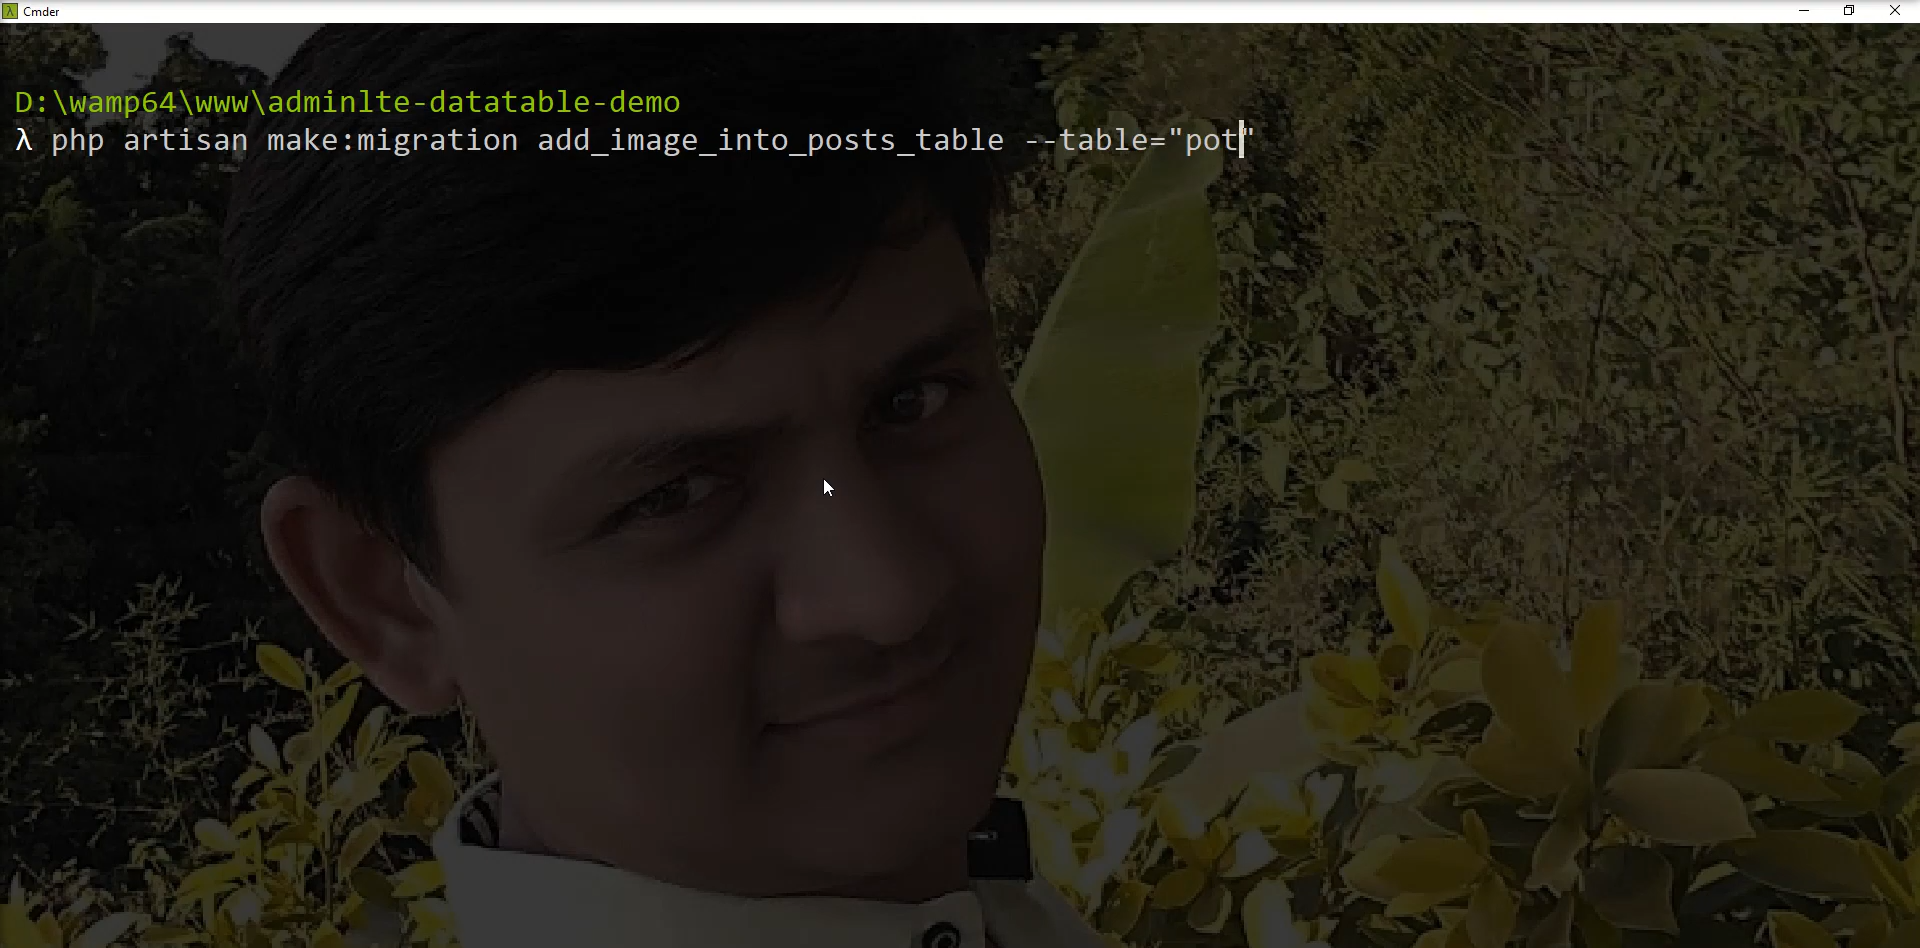 Cmder
D:\wamp64\www\adminlte-datatable-demo
λ php artisan make:migration add_image_into_posts_table --table="pot"